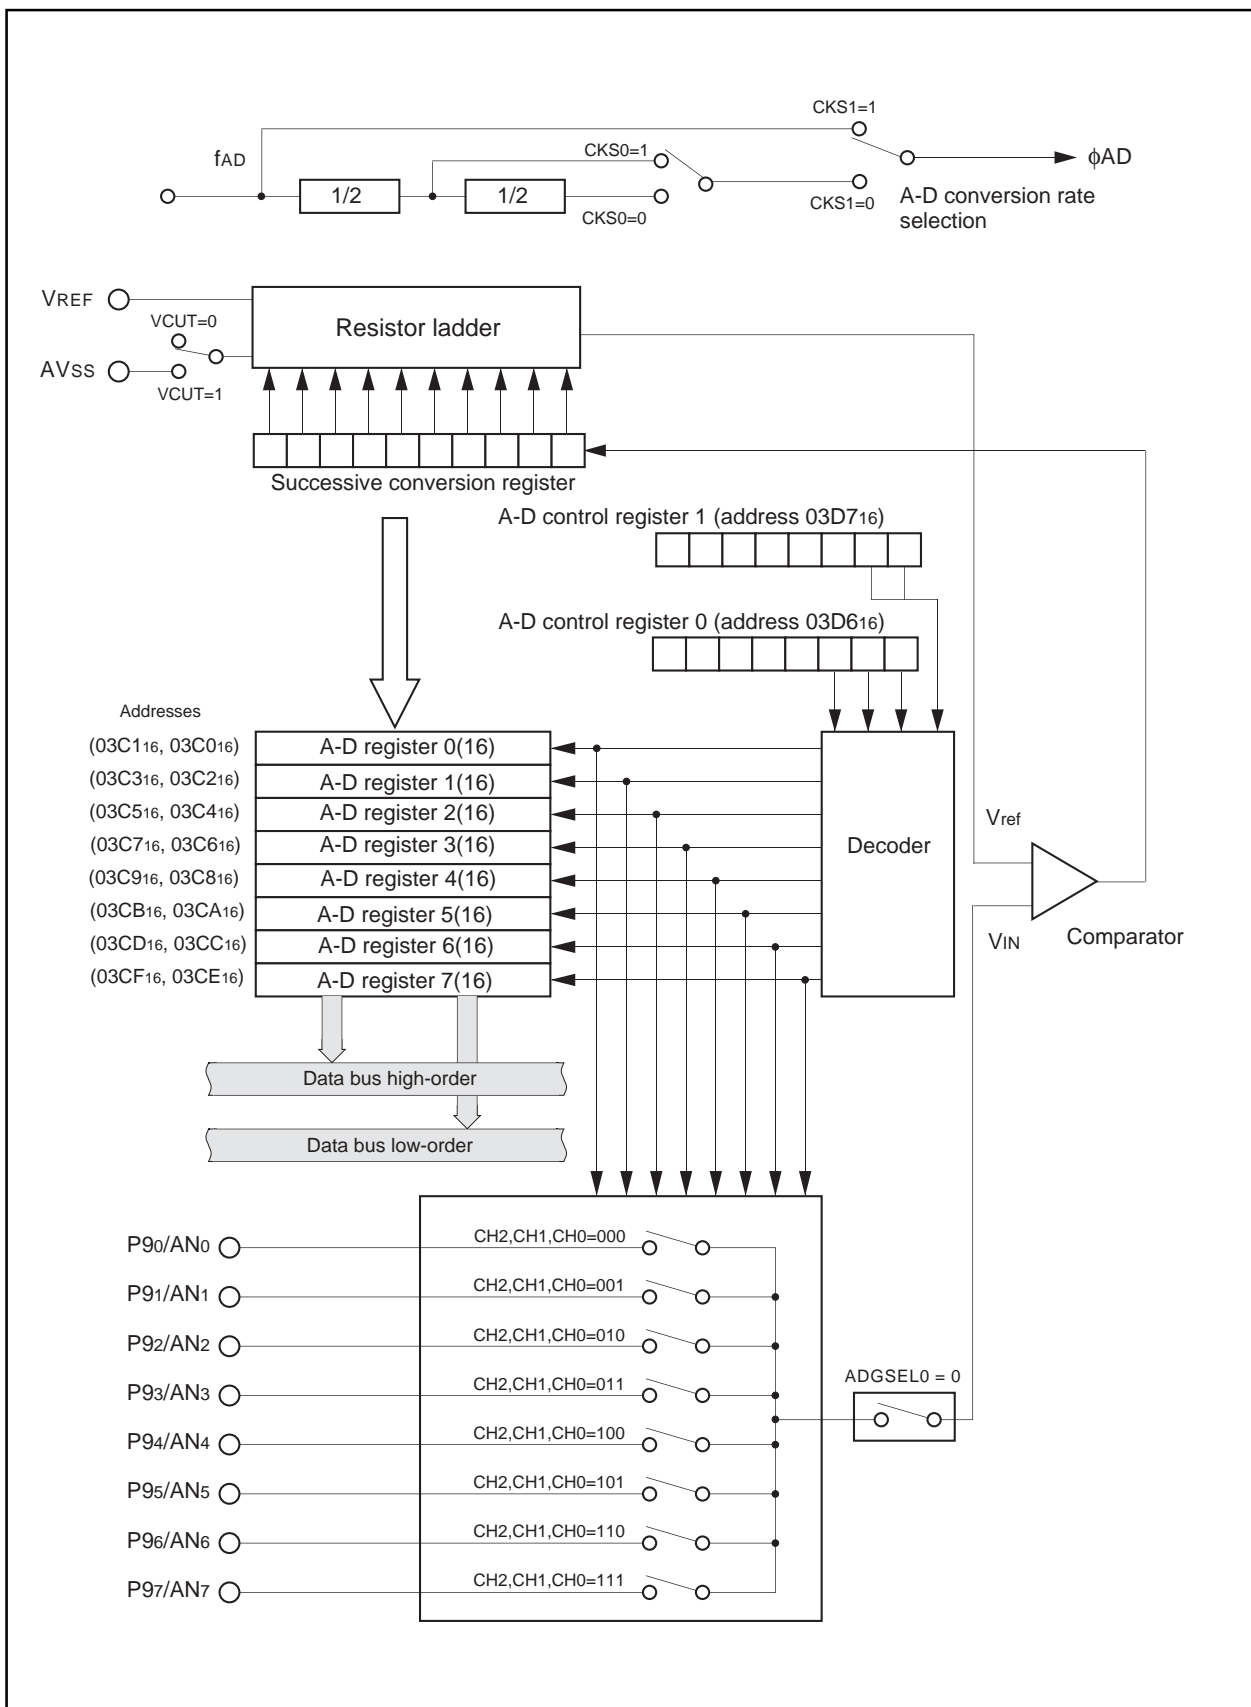 CKS1=1
fAD
CKS0=1
ϕAD
1/2
1/2
CKS0=0
CKS1=0
A-D conversion rate
selection
VREF
VCUT=0
Resistor ladder
AVSS
VCUT=1
Successive conversion register
A-D control register 1 (address 03D716)
A-D control register 0 (address 03D616)
Addresses
(03C116, 03C016)
A-D register 0(16)
(03C316, 03C216)
A-D register 1(16)
(03C516, 03C416)
A-D register 2(16)
(03C716, 03C616)
A-D register 3(16)
(03C916, 03C816)
A-D register 4(16)
(03CB16, 03CA16)
A-D register 5(16)
(03CD16, 03CC16)
A-D register 6(16)
(03CF16, 03CE16)
A-D register 7(16)
Decoder
Vref
VIN
Comparator
Data bus high-order
Data bus low-order
P90/AN0
CH2,CH1,CH0=000
P91/AN1
CH2,CH1,CH0=001
P92/AN2
CH2,CH1,CH0=010
P93/AN3
CH2,CH1,CH0=011
ADGSEL0 = 0
P94/AN4
CH2,CH1,CH0=100
P95/AN5
CH2,CH1,CH0=101
P96/AN6
CH2,CH1,CH0=110
P97/AN7
CH2,CH1,CH0=111